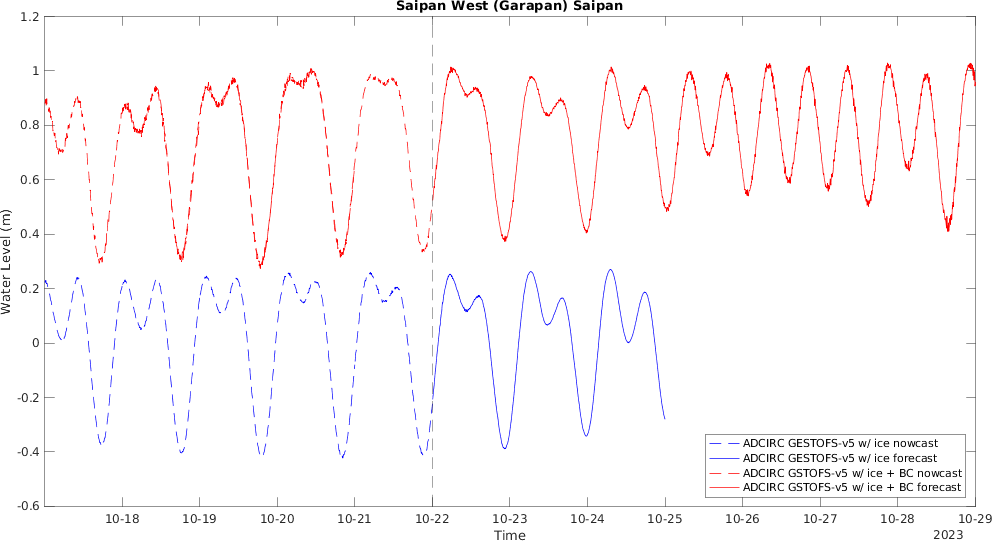 Saipan West (Garapan) Saipan
1.2
1
0.8
0.6
0.4
0.2
0
-0.2
-0.4
-0.6
Water Level (m)
ADCIRC GESTOFS-v5 w/ ice nowcast
ADCIRC GESTOFS-v5 w/ ice forecast
ADCIRC GSTOFS-v5 w/ ice + BC nowcast
ADCIRC GSTOFS-v5 w/ ice + BC forecast
10-18 10-19 10-20 10-21 10-22 10-23 10-24 10-25 10-26 10-27 10-28 10-29
Time
2023